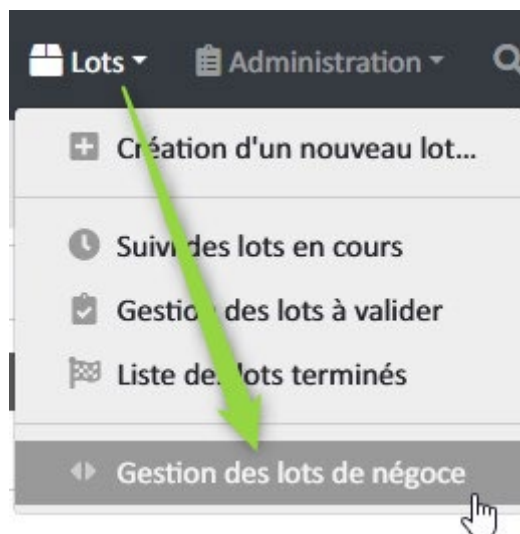 Lots Administration
Création d'un nouveau lot...
Suivi des lots en cours
Gestion des lots à valider
Liste des lots terminés
Gestion des lots de négoce